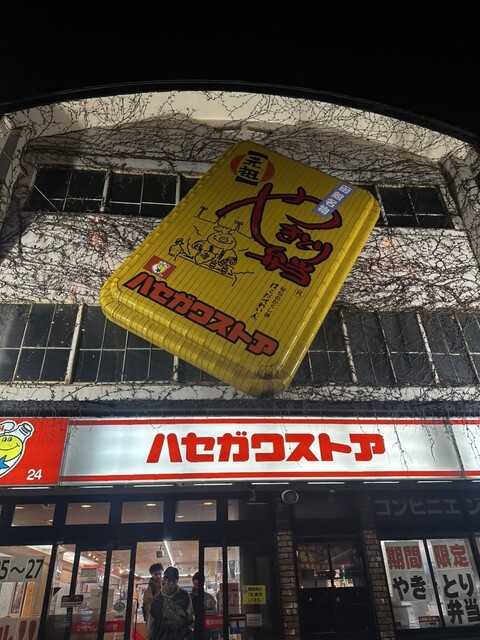 【元祖】
函館名物
やきとり弁当
ハセガワストア
ハセガワストア
24
コンビニエン
5～27
期間 限定
やき とり
弁当